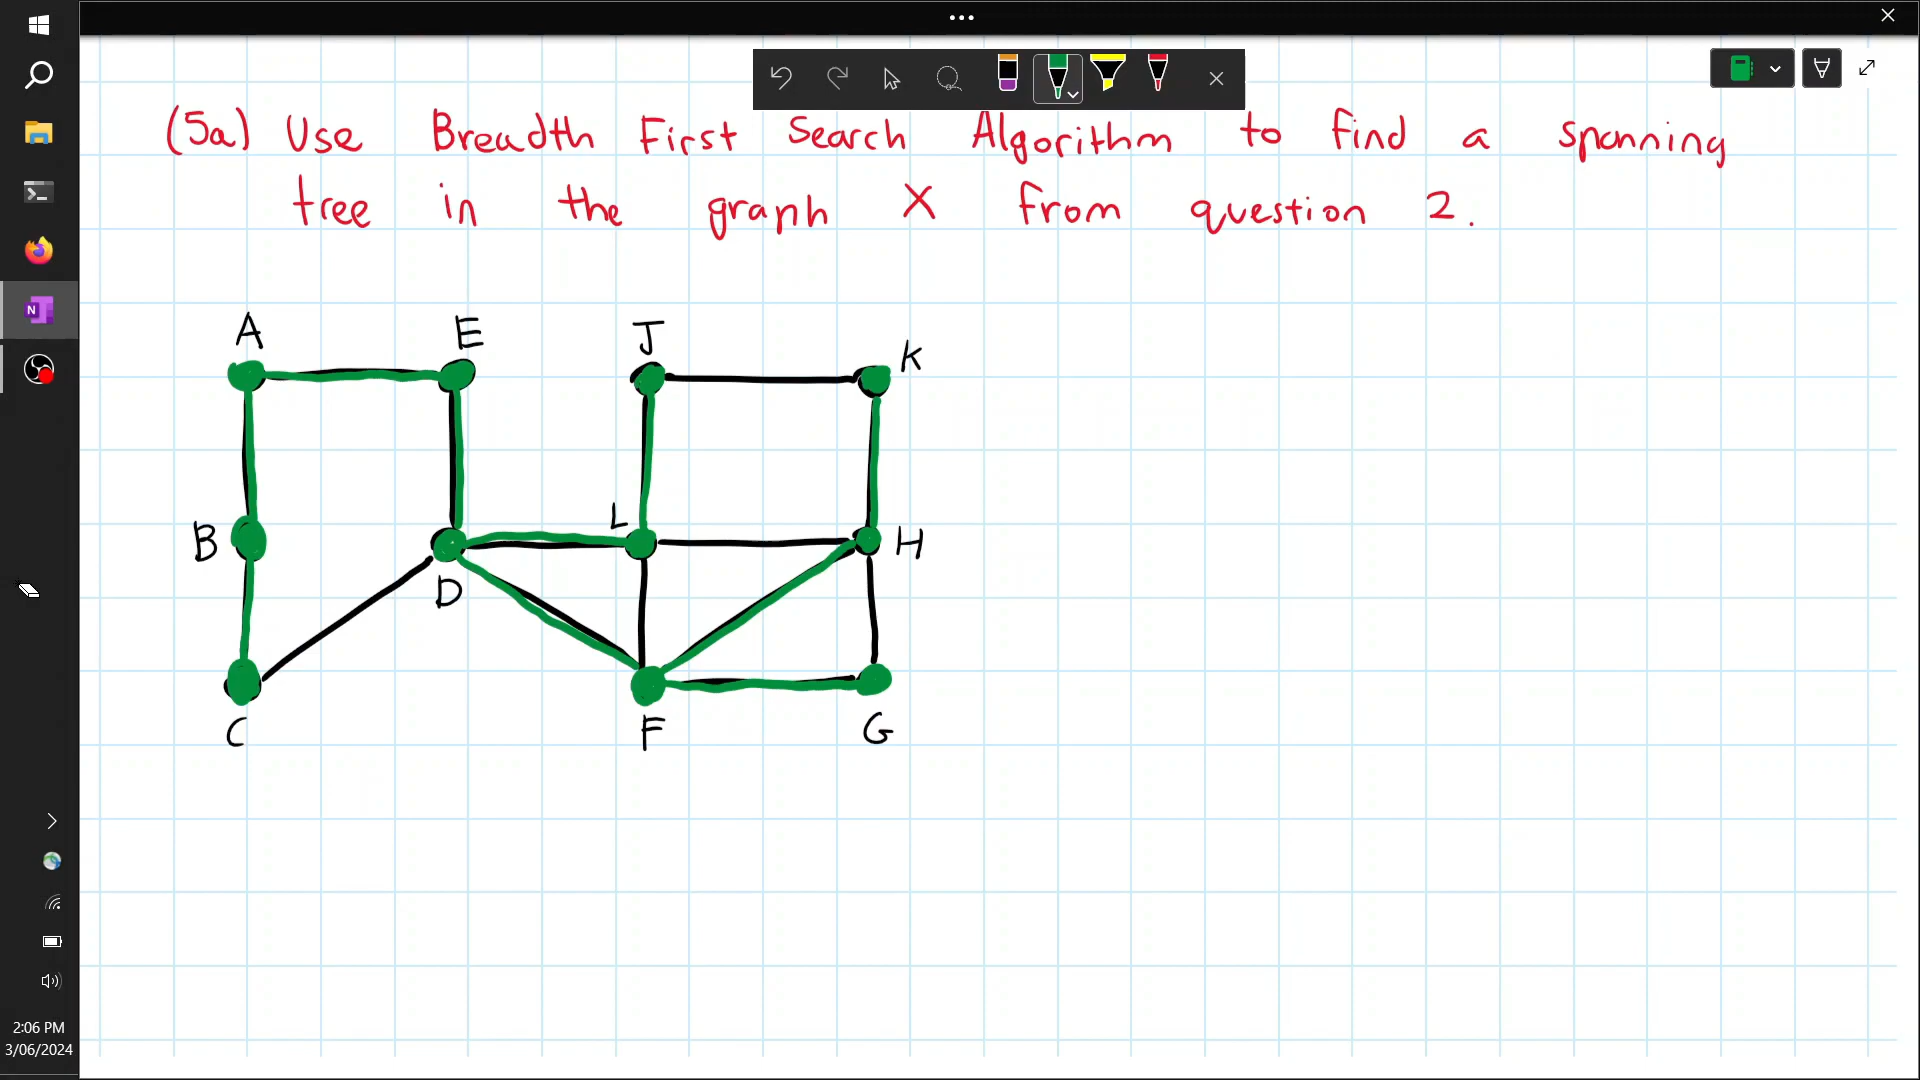 (5a) Use Breadth First Search Algorithm to find a spanning
tree in the graph X from question 2.
A E J K
B D L H
C F G
2:06 PM
3/06/2024